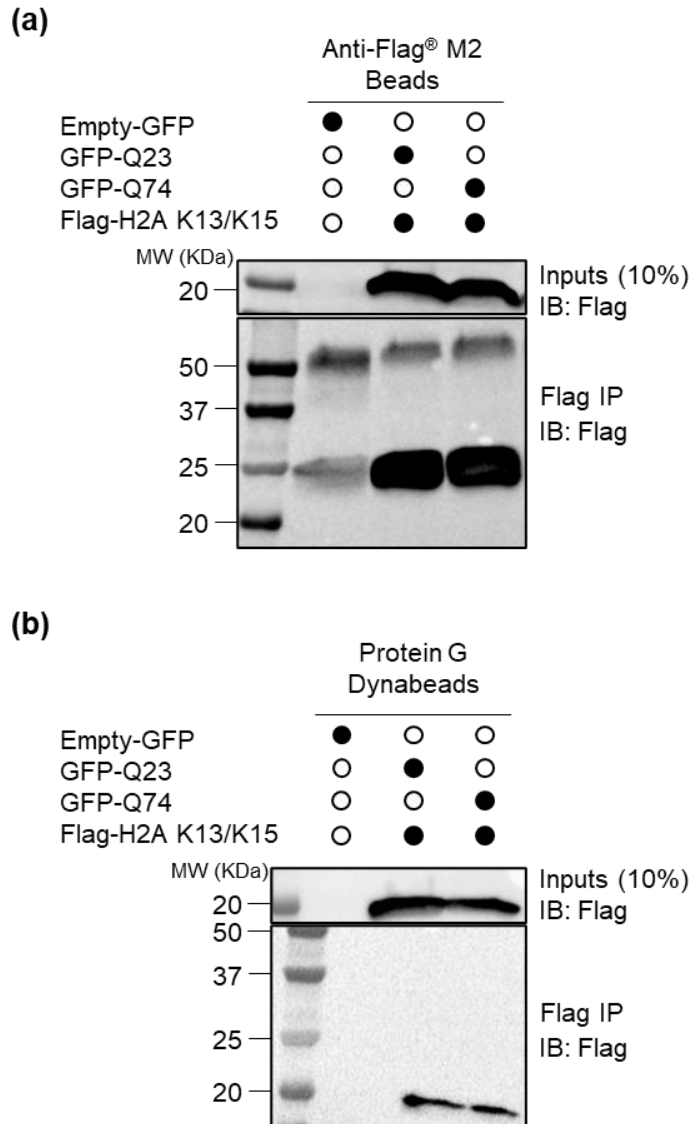 (a)
Anti-Flag® M2
Beads
Empty-GFP
GFP-Q23
GFP-Q74
Flag-H2A K13/K15
MW (KDa)
20
Inputs (10%)
IB: Flag
50
37
25
20
Flag IP
IB: Flag
(b)
Protein G
Dynabeads
Empty-GFP
GFP-Q23
GFP-Q74
Flag-H2A K13/K15
MW (KDa)
20
Inputs (10%)
IB: Flag
50
37
25
20
Flag IP
IB: Flag